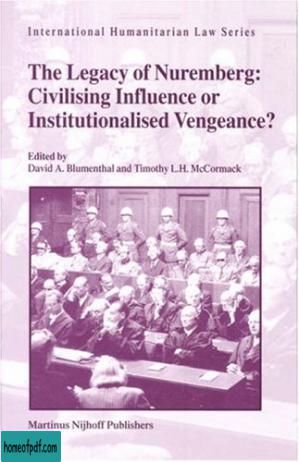 International Humanitarian Law Series
The Legacy of Nuremberg:
Civilising Influence or
Institutionalised Vengeance?
Edited by
David A. Blumenthal and Timothy L.H. McCormack
Martinus Nijhoff Publishers
homeofpdf.com